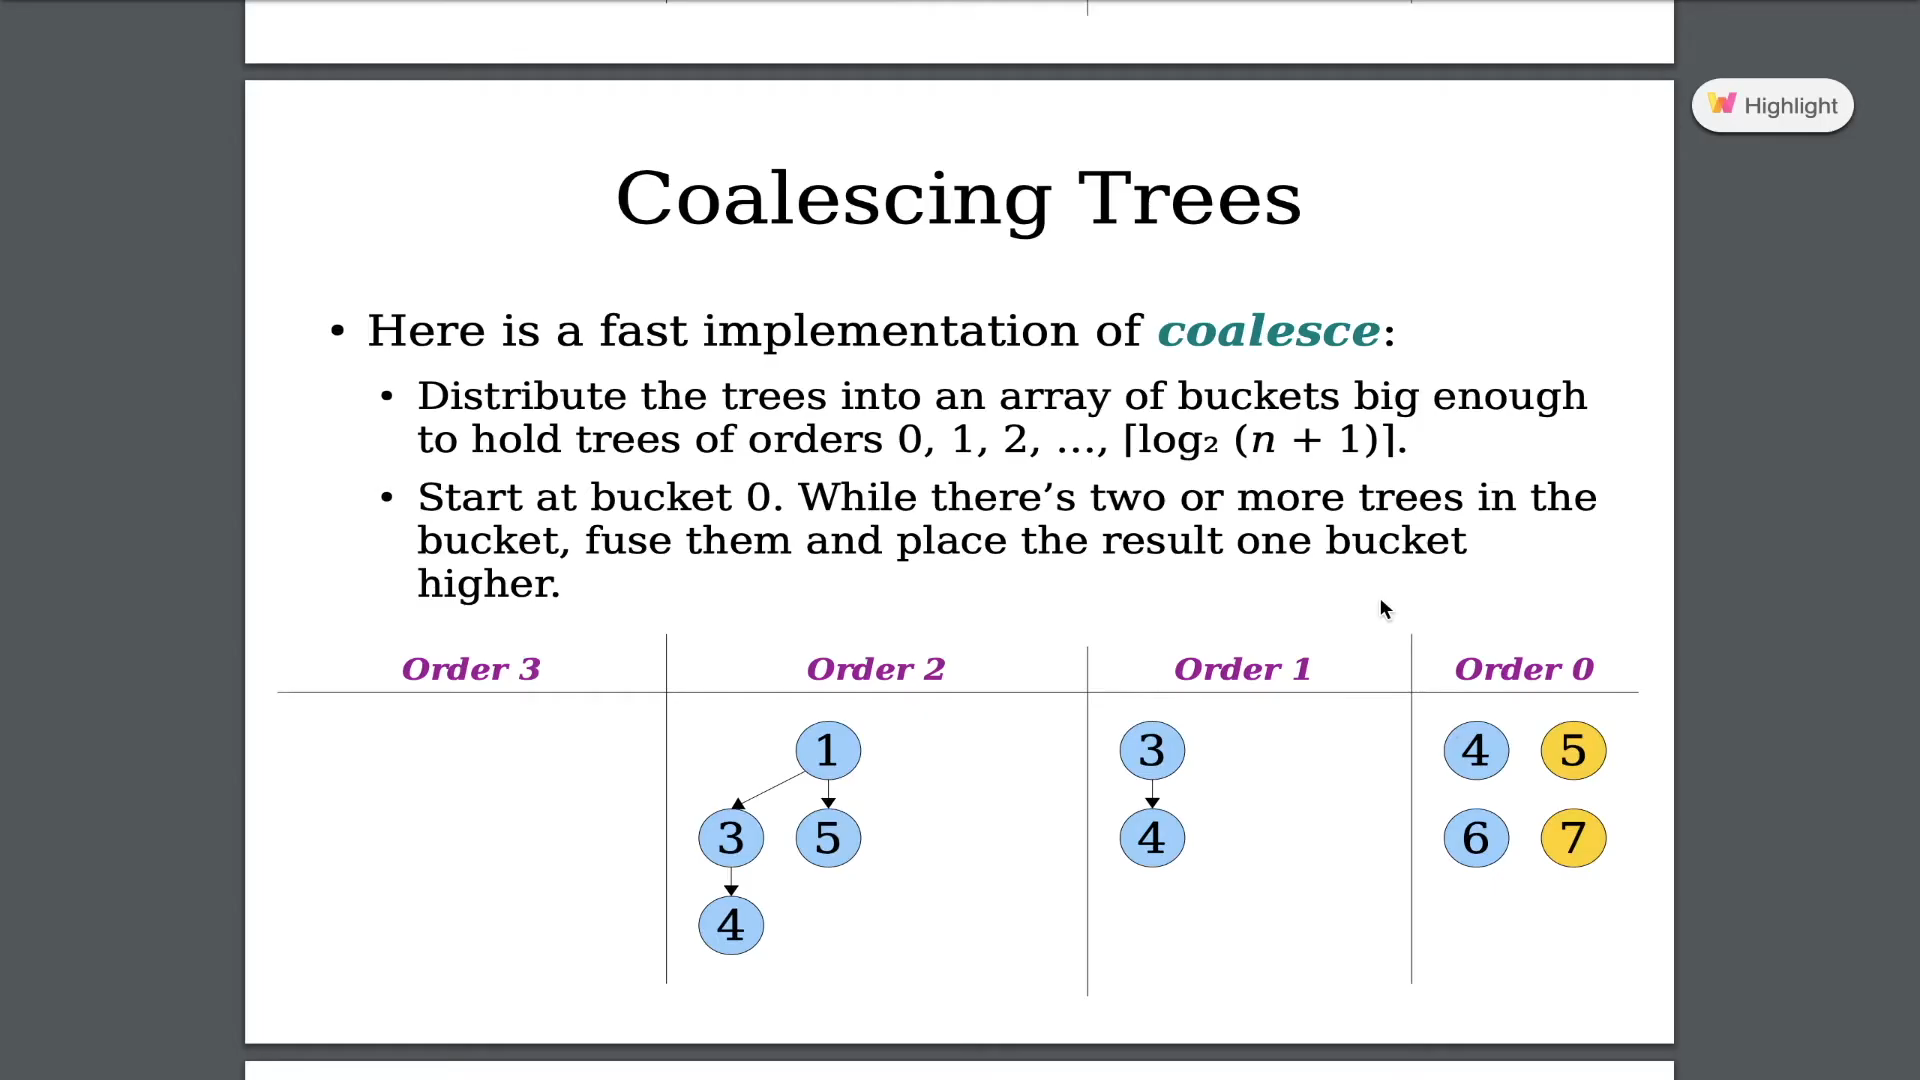 Highlight
Coalescing Trees
• Here is a fast implementation of coalesce:
• Distribute the trees into an array of buckets big enough
to hold trees of orders 0, 1, 2, …, ⌈log₂ (n + 1)⌉.
• Start at bucket 0. While there’s two or more trees in the
bucket, fuse them and place the result one bucket
higher.
Order 3 Order 2 Order 1 Order 0
1 3 4 5
3 5 4 6 7
4